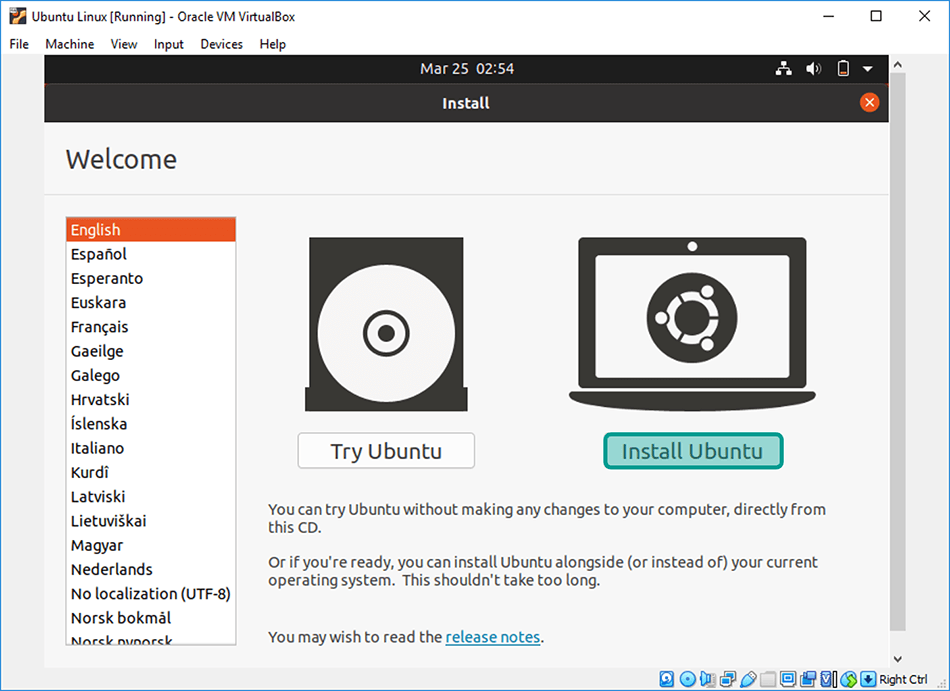 Ubuntu Linux [Running] - Oracle VM VirtualBox
File Machine View Input Devices Help
Mar 25 02:54
Install
Welcome
English
Español
Esperanto
Euskara
Français
Gaeilge
Galego
Hrvatski
Íslenska
Italiano
Kurdî
Latviski
Lietuviškai
Magyar
Nederlands
No localization (UTF-8)
Norsk bokmål
Norsk nynorsk
Try Ubuntu
Install Ubuntu
You can try Ubuntu without making any changes to your computer, directly from
this CD.
Or if you're ready, you can install Ubuntu alongside (or instead of) your current
operating system. This shouldn't take too long.
You may wish to read the release notes.
Right Ctrl